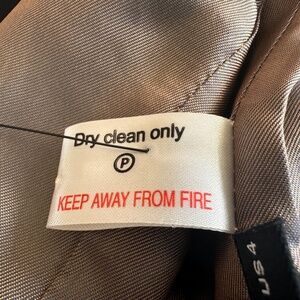 Dry clean only
P
KEEP AWAY FROM FIRE
US 4